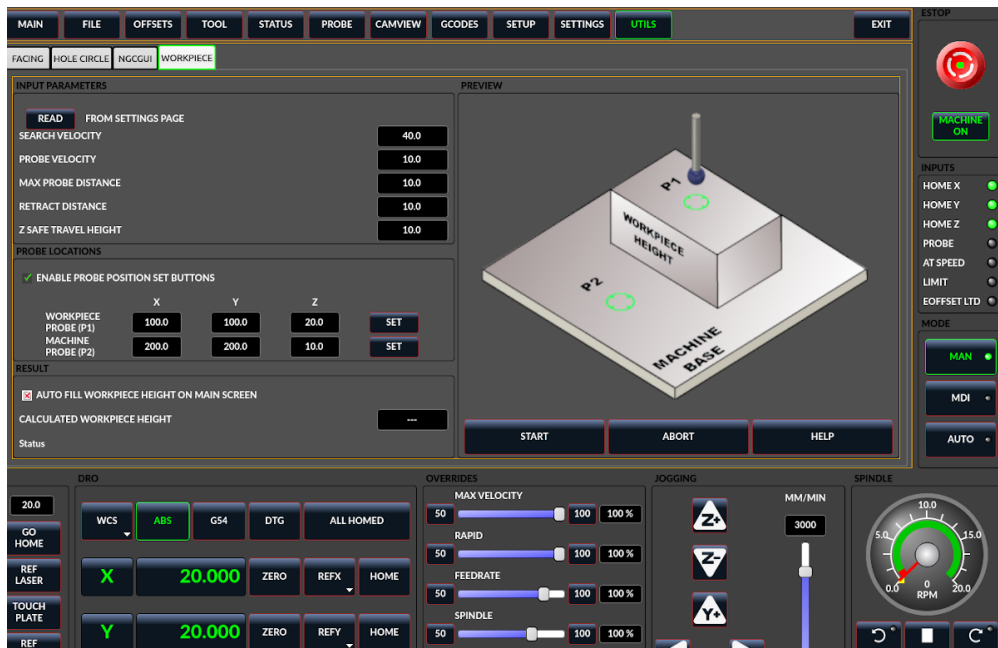 MAIN FILE OFFSETS TOOL STATUS PROBE CAMVIEW GCODES SETUP SETTINGS UTILS EXIT
ESTOP
FACING HOLE CIRCLE NGCGUI WORKPIECE
INPUT PARAMETERS
READ FROM SETTINGS PAGE
SEARCH VELOCITY 40.0
PROBE VELOCITY 10.0
MAX PROBE DISTANCE 10.0
RETRACT DISTANCE 10.0
Z SAFE TRAVEL HEIGHT 10.0
PROBE LOCATIONS
ENABLE PROBE POSITION SET BUTTONS
X Y Z
WORKPIECE
PROBE (P1) 100.0 100.0 20.0 SET
MACHINE
PROBE (P2) 200.0 200.0 10.0 SET
RESULT
AUTO FILL WORKPIECE HEIGHT ON MAIN SCREEN
CALCULATED WORKPIECE HEIGHT ---
Status
PREVIEW
P1
WORKPIECE
HEIGHT
P2
MACHINE
BASE
START ABORT HELP
MACHINE
ON
INPUTS
HOME X
HOME Y
HOME Z
PROBE
AT SPEED
LIMIT
EOFFSET LTD
MODE
MAN
MDI
AUTO
20.0
GO
HOME
REF
LASER
TOUCH
PLATE
REF
DRO
WCS ABS G54 DTG ALL HOMED
X 20.000 ZERO REFX HOME
Y 20.000 ZERO REFY HOME
OVERRIDES
MAX VELOCITY
50 100 100 %
RAPID
50 100 100 %
FEEDRATE
50 100 100 %
SPINDLE
50 100 100 %
JOGGING
Z+
Z-
Y+
MM/MIN
3000
SPINDLE
10.0
5.0 15.0
0.0 0 20.0
RPM